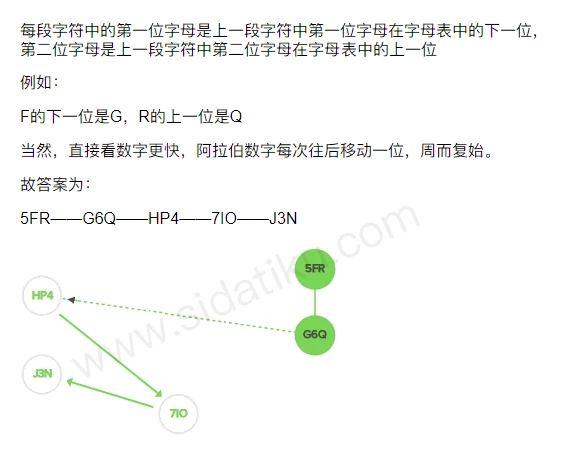 每段字符中的第一位字母是上一段字符中第一位字母在字母表中的下一位，
第二位字母是上一段字符中第二位字母在字母表中的上一位
例如：
F的下一位是G，R的上一位是Q
当然，直接看数字更快，阿拉伯数字每次往后移动一位，周而复始。
故答案为：
5FR——G6Q——HP4——7IO——J3N
5FR
HP4
G6Q
J3N
7IO
www.sidatiku.com